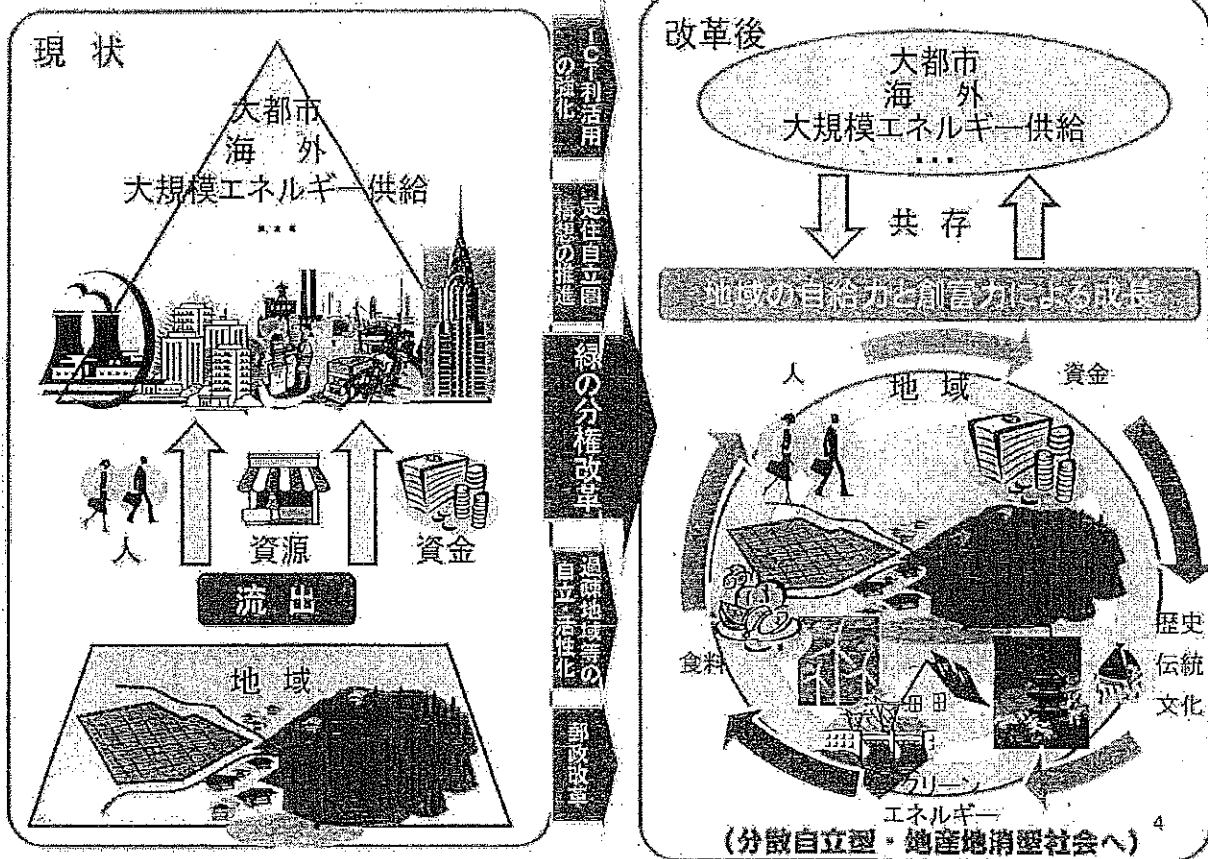 現 状
大都市
海 外
大規模エネルギー供給
...
人
資源
資金
流 出
地 域
ICT利活用
の強化
定住自立圏
構想の推進
緑の分権改革
過疎地域等の
自立・活性化
郵政改革
改革後
大都市
海 外
大規模エネルギー供給
...
共 存
地域の自給力と創富力による成長
人
地 域
資金
食料
歴史
伝統
文化
クリーン
エネルギー
(分散自立型・地産地消型社会へ)
4